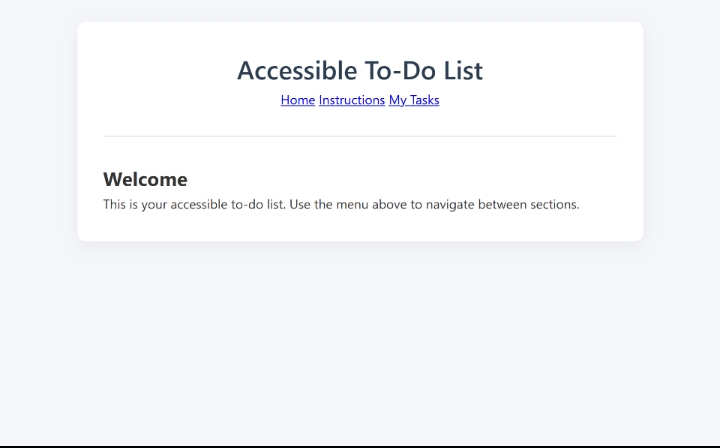 Accessible To-Do List
Home Instructions My Tasks
Welcome
This is your accessible to-do list. Use the menu above to navigate between sections.